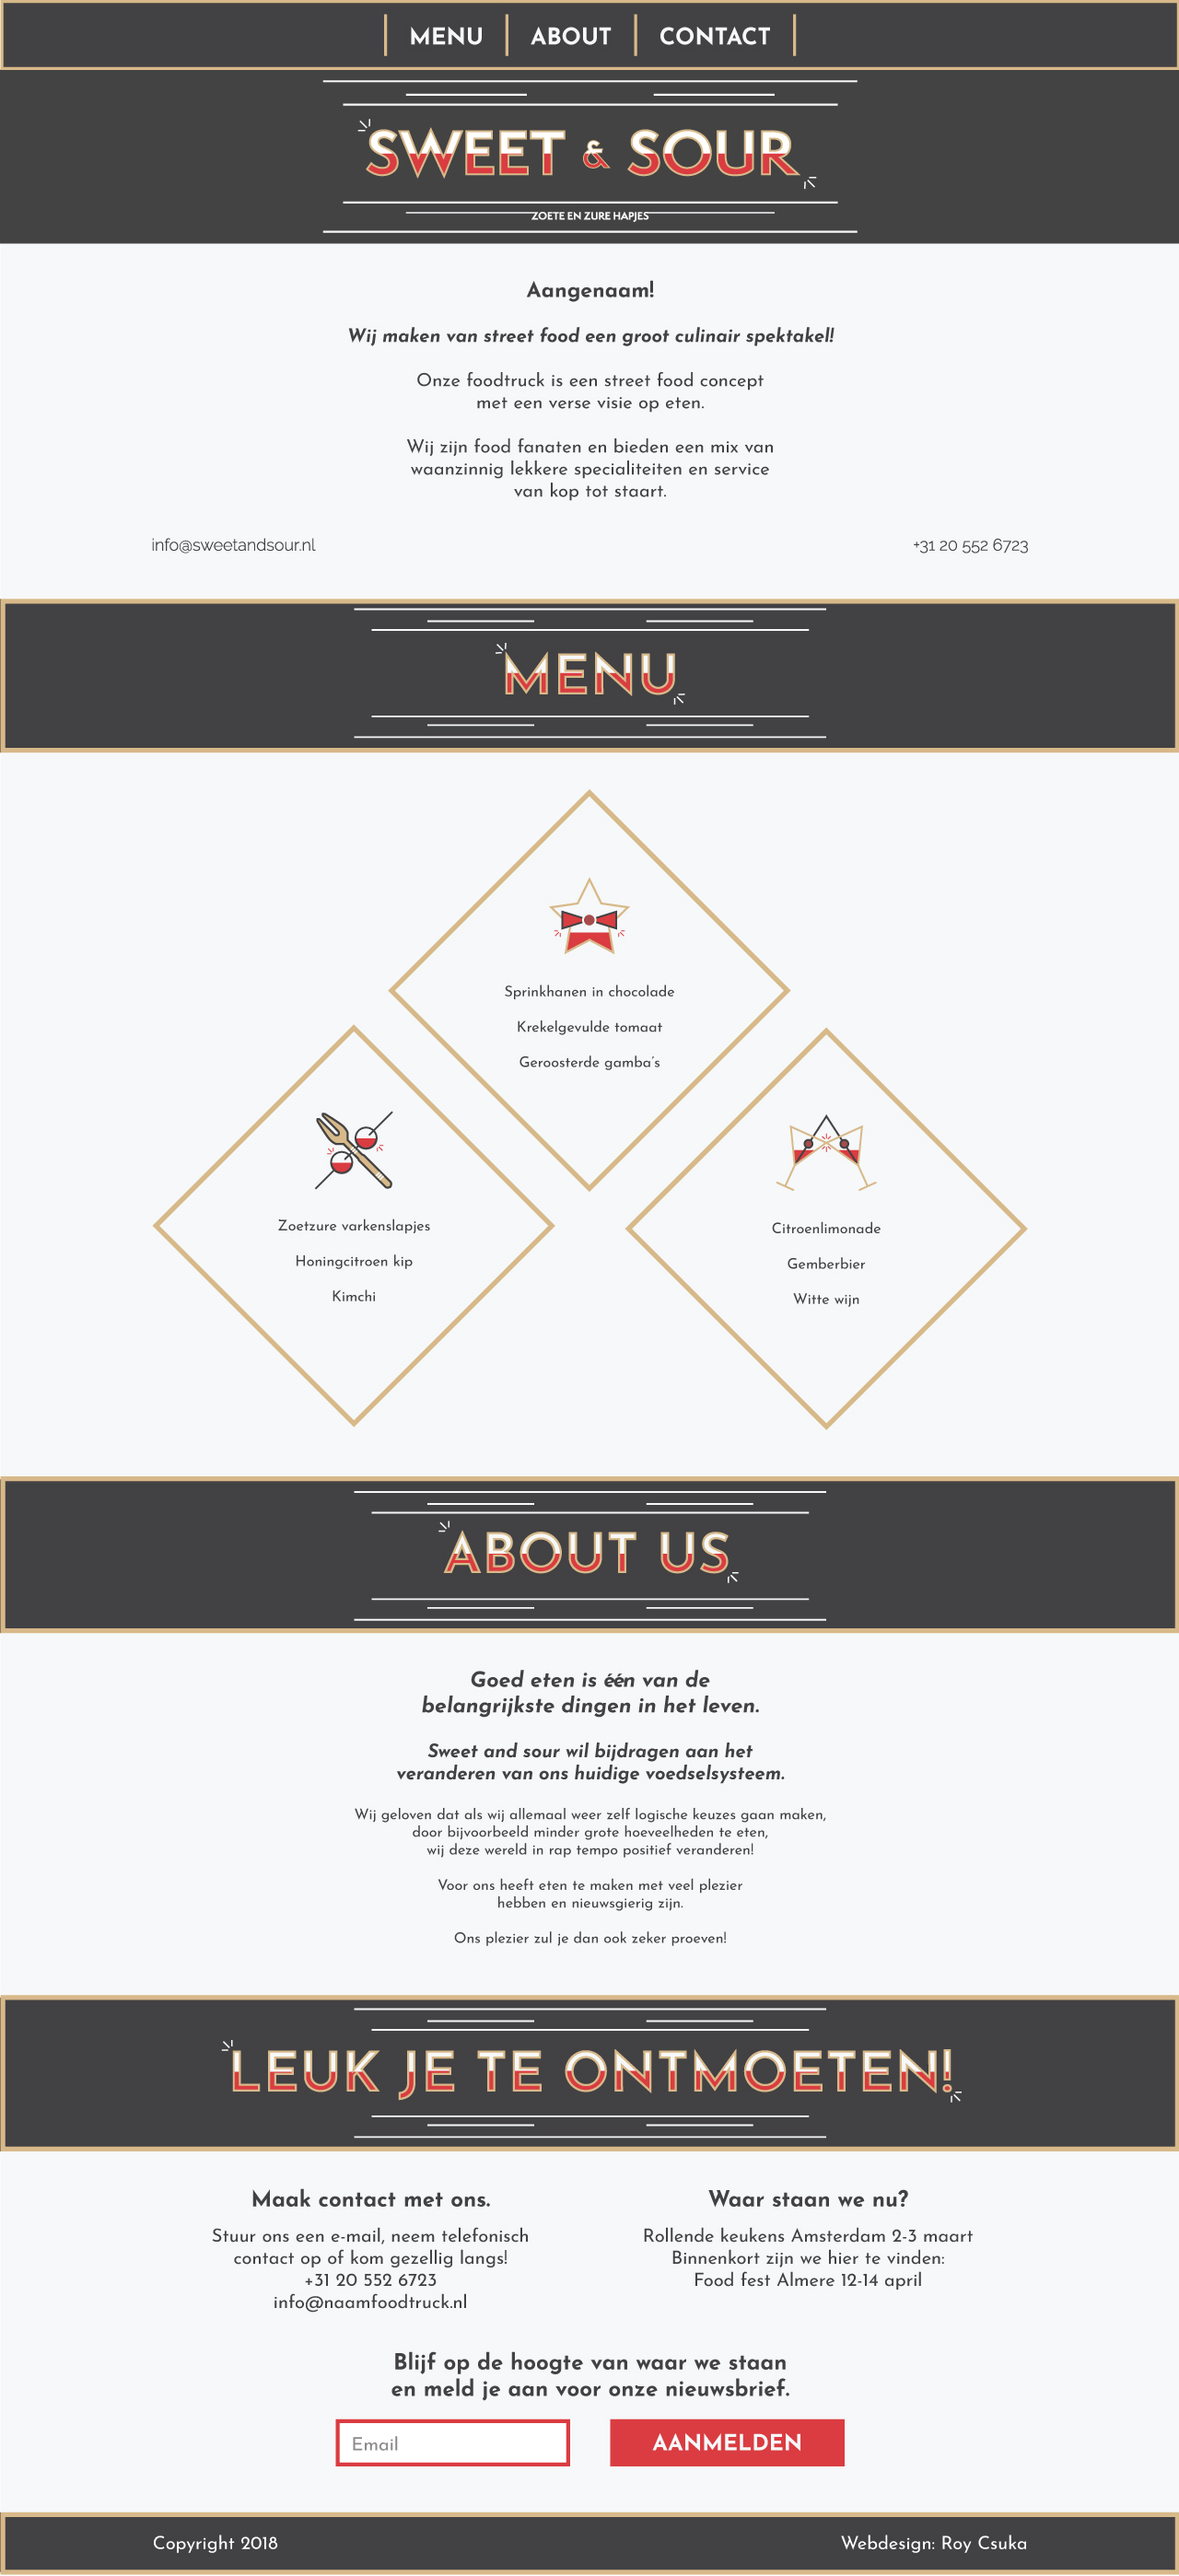 MENU ABOUT CONTACT
SWEET & SOUR
ZOETE EN ZURE HAPJES
Aangenaam!
Wij maken van street food een groot culinair spektakel!
Onze foodtruck is een street food concept
met een verse visie op eten.
Wij zijn food fanaten en bieden een mix van
waanzinnig lekkere specialiteiten en service
van kop tot staart.
info@sweetandsour.nl
+31 20 552 6723
MENU
Sprinkhanen in chocolade
Krekelgevulde tomaat
Geroosterde gamba's
Zoetzure varkenslapjes
Honingcitroen kip
Kimchi
Citroenlimonade
Gemberbier
Witte wijn
ABOUT US
Goed eten is één van de
belangrijkste dingen in het leven.
Sweet and sour wil bijdragen aan het
veranderen van ons huidige voedselsysteem.
Wij geloven dat als wij allemaal weer zelf logische keuzes gaan maken,
door bijvoorbeeld minder grote hoeveelheden te eten,
wij deze wereld in rap tempo positief veranderen!
Voor ons heeft eten te maken met veel plezier
hebben en nieuwsgierig zijn.
Ons plezier zul je dan ook zeker proeven!
LEUK JE TE ONTMOETEN!
Maak contact met ons.
Stuur ons een e-mail, neem telefonisch
contact op of kom gezellig langs!
+31 20 552 6723
info@naamfoodtruck.nl
Waar staan we nu?
Rollende keukens Amsterdam 2-3 maart
Binnenkort zijn we hier te vinden:
Food fest Almere 12-14 april
Blijf op de hoogte van waar we staan
en meld je aan voor onze nieuwsbrief.
Email
AANMELDEN
Copyright 2018
Webdesign: Roy Csuka